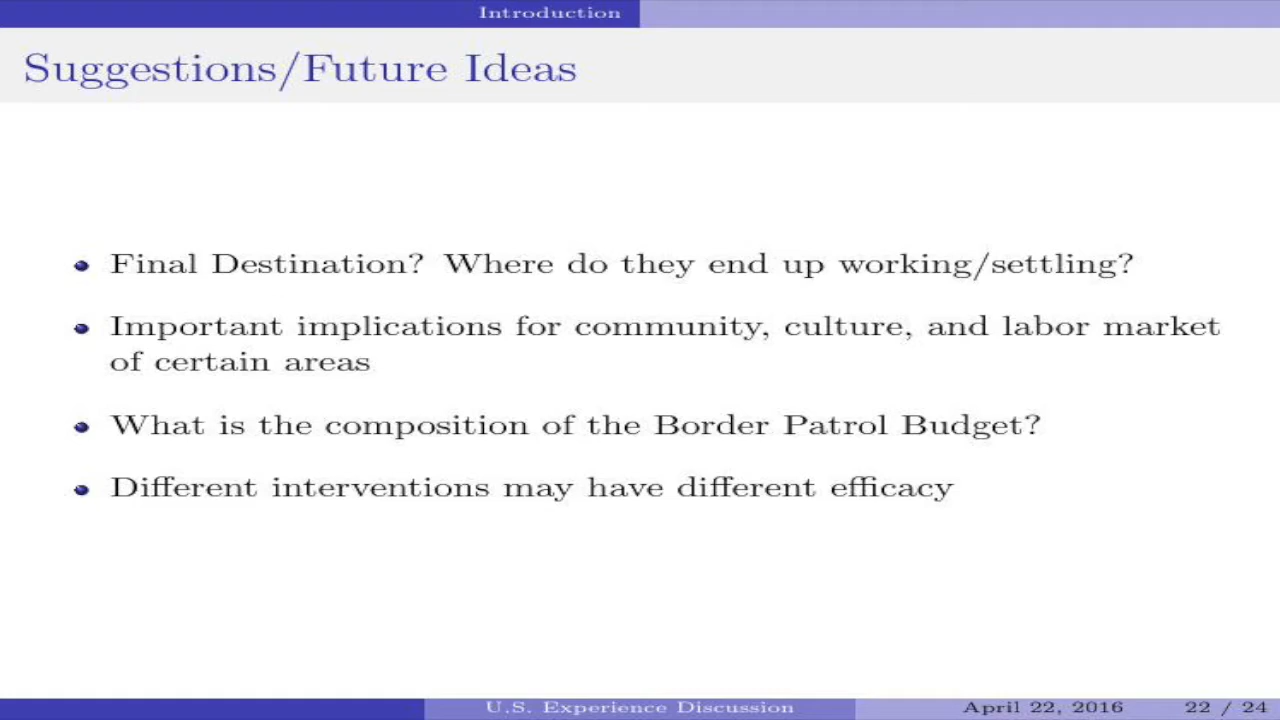 Introduction
Suggestions/Future Ideas
Final Destination? Where do they end up working/settling?
Important implications for community, culture, and labor market
of certain areas
What is the composition of the Border Patrol Budget?
Different interventions may have different efficacy
U.S. Experience Discussion April 22, 2016 22 / 24